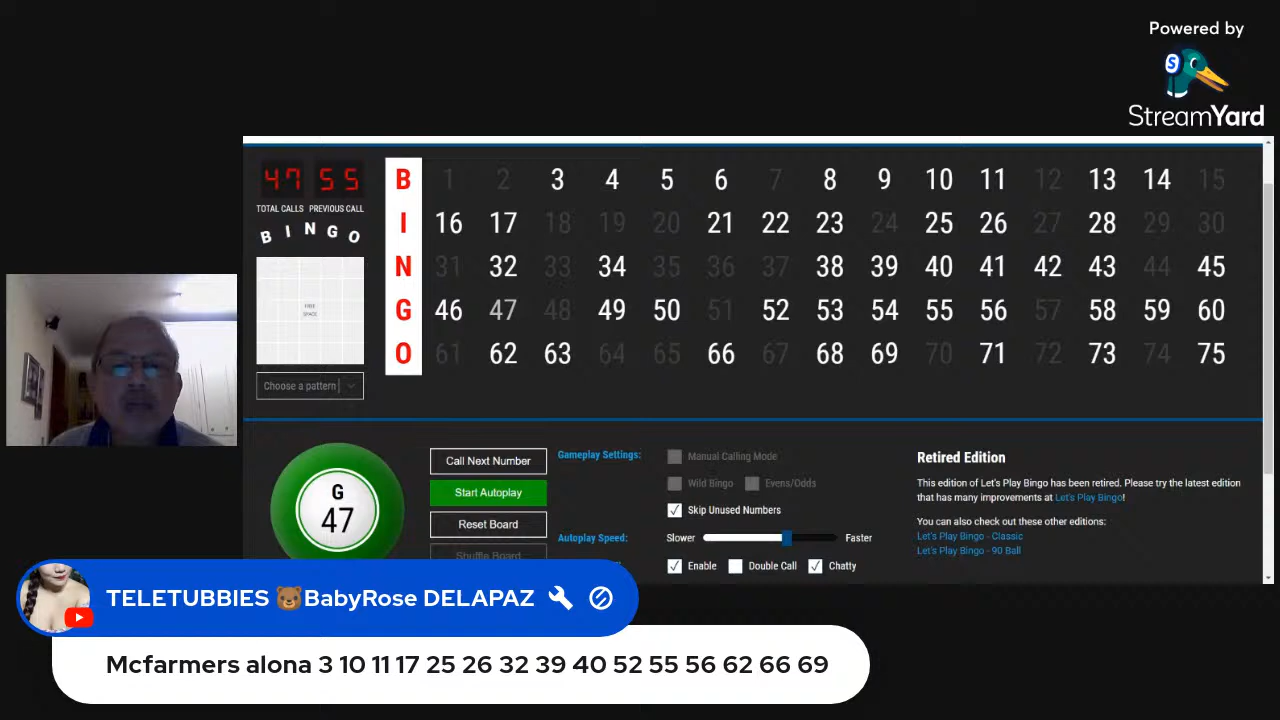 Powered by
StreamYard
47 55
TOTAL CALLS PREVIOUS CALL
B I N G O
FREE
SPACE
Choose a pattern
B 1 2 3 4 5 6 7 8 9 10 11 12 13 14 15
I 16 17 18 19 20 21 22 23 24 25 26 27 28 29 30
N 31 32 33 34 35 36 37 38 39 40 41 42 43 44 45
G 46 47 48 49 50 51 52 53 54 55 56 57 58 59 60
O 61 62 63 64 65 66 67 68 69 70 71 72 73 74 75
G
47
Call Next Number
Start Autoplay
Reset Board
Shuffle Board
Gameplay Settings:
Manual Calling Mode
Wild Bingo Evens/Odds
Skip Unused Numbers
Autoplay Speed:
Slower Faster
Enable Double Call Chatty
Retired Edition
This edition of Let's Play Bingo has been retired. Please try the latest edition
that has many improvements at Let's Play Bingo!
You can also check out these other editions:
Let's Play Bingo - Classic
Let's Play Bingo - 90 Ball
TELETUBBIES 🐻BabyRose DELAPAZ
Mcfarmers alona 3 10 11 17 25 26 32 39 40 52 55 56 62 66 69